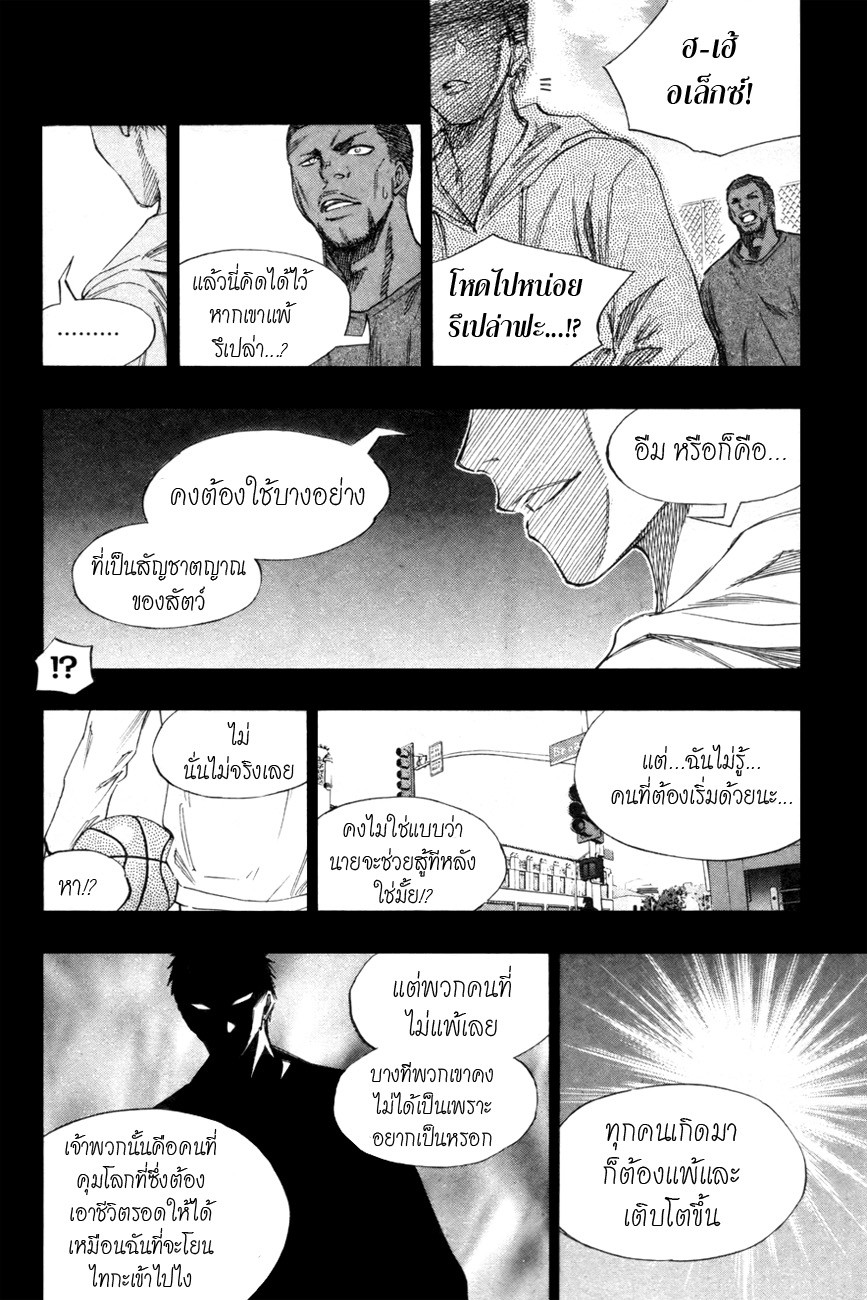 ฮ-เฮ้
อเล็กซ์!
โหดไปหน่อย
รึเปล่าฟะ...!?
แล้วนี่คิดได้ไว้
หากเขาแพ้
รึเปล่า...?
.........
อืม หรือก็คือ...
คงต้องใช้บางอย่าง
ที่เป็นสัญชาตญาณ
ของสัตว์
!?
แต่...ฉันไม่รู้...
คนที่ต้องเริ่มด้วยนะ...
คงไม่ใช่แบบว่า
นายจะช่วยสู้ทีหลัง
ใช่มั้ย!?
ไม่
นั่นไม่จริงเลย
หา!?
ทุกคนเกิดมา
ก็ต้องแพ้และ
เติบโตขึ้น
แต่พวกคนที่
ไม่แพ้เลย
บางทีพวกเขาคง
ไม่ได้เป็นเพราะ
อยากเป็นหรอก
เจ้าพวกนั้นคือคนที่
คุมโลกที่ซึ่งต้อง
เอาชีวิตรอดให้ได้
เหมือนฉันที่จะโยน
ไทกะเข้าไปไง